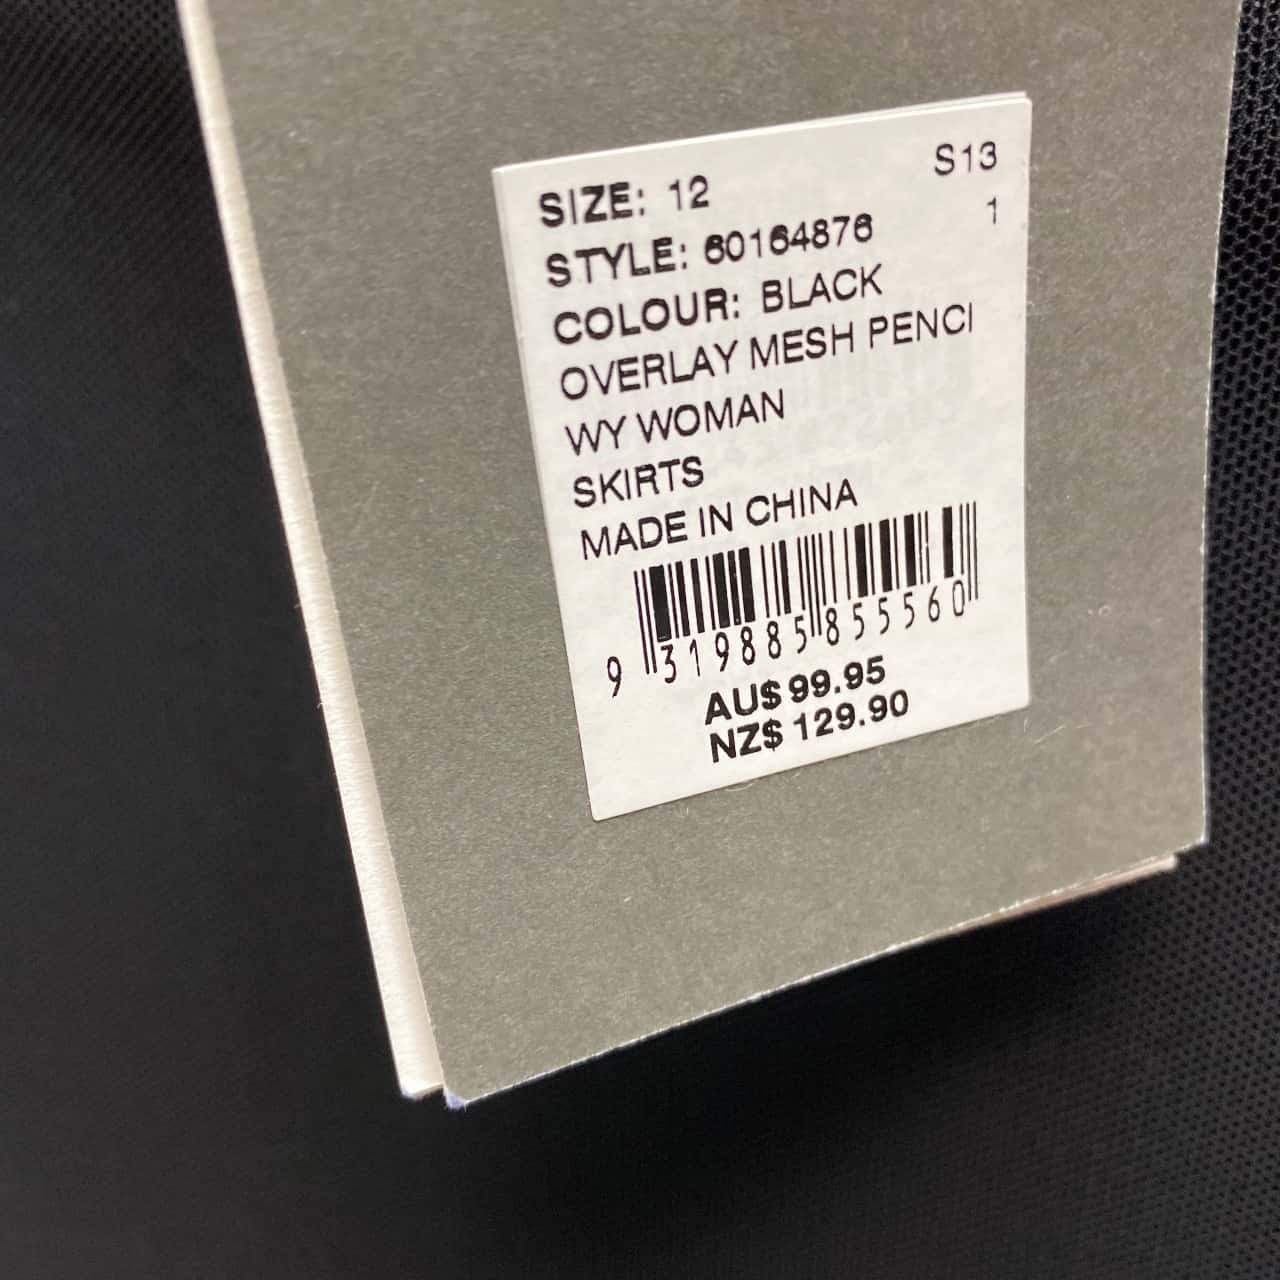 SIZE: 12 S13
STYLE: 60164876 1
COLOUR: BLACK
OVERLAY MESH PENCI
WY WOMAN
SKIRTS
MADE IN CHINA
9 319885 855560
AU$ 99.95
NZ$ 129.90